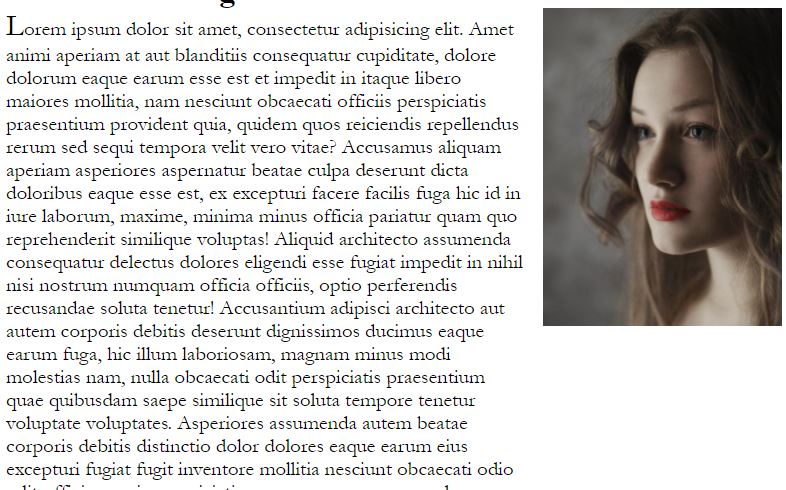 Lorem ipsum dolor sit amet, consectetur adipisicing elit. Amet
animi aperiam at aut blanditiis consequatur cupiditate, dolore
dolorum eaque earum esse est et impedit in itaque libero
maiores mollitia, nam nesciunt obcaecati officiis perspiciatis
praesentium provident quia, quidem quos reiciendis repellendus
rerum sed sequi tempora velit vero vitae? Accusamus aliquam
aperiam asperiores aspernatur beatae culpa deserunt dicta
doloribus eaque esse est, ex excepturi facere facilis fuga hic id in
iure laborum, maxime, minima minus officia pariatur quam quo
reprehenderit similique voluptas! Aliquid architecto assumenda
consequatur delectus dolores eligendi esse fugiat impedit in nihil
nisi nostrum numquam officia officiis, optio perferendis
recusandae soluta tenetur! Accusantium adipisci architecto aut
autem corporis debitis deserunt dignissimos ducimus eaque
earum fuga, hic illum laboriosam, magnam minus modi
molestias nam, nulla obcaecati odit perspiciatis praesentium
quae quibusdam saepe similique sit soluta tempore tenetur
voluptate voluptates. Asperiores assumenda autem beatae
corporis debitis distinctio dolor dolores eaque earum eius
excepturi fugiat fugit inventore mollitia nesciunt obcaecati odio